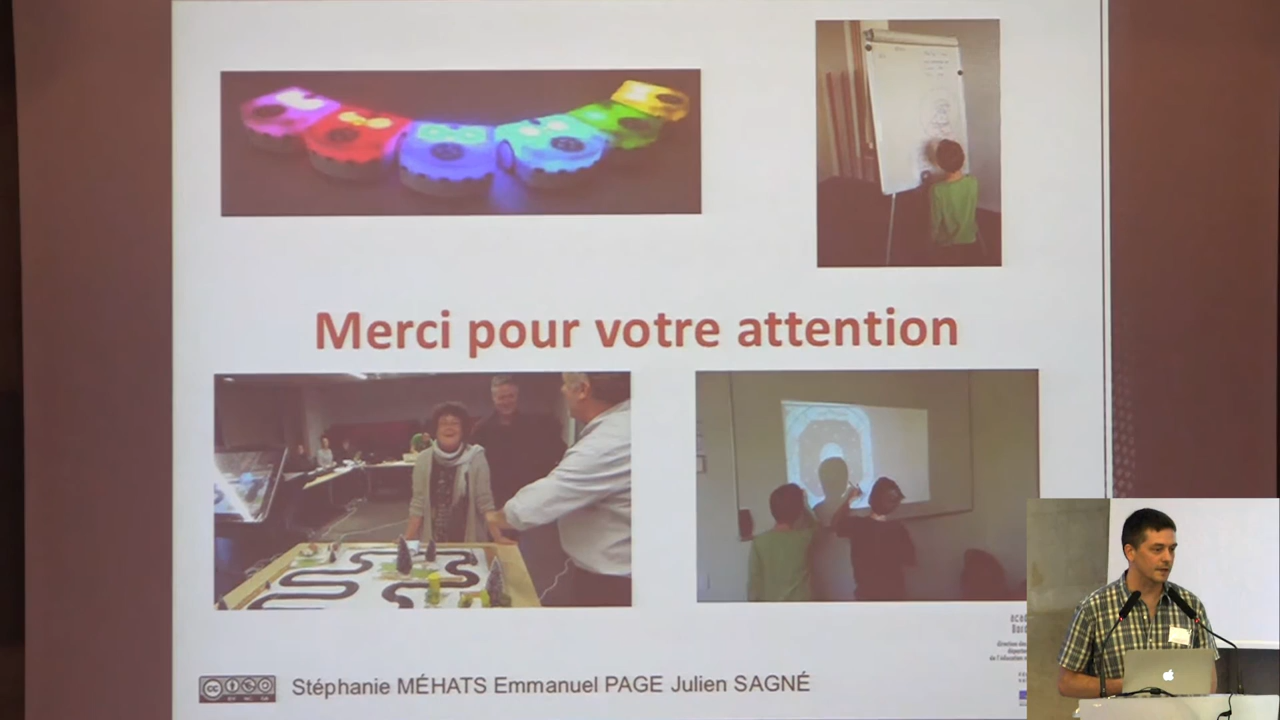 Merci pour votre attention
Stéphanie MÉHATS Emmanuel PAGE Julien SAGNÉ